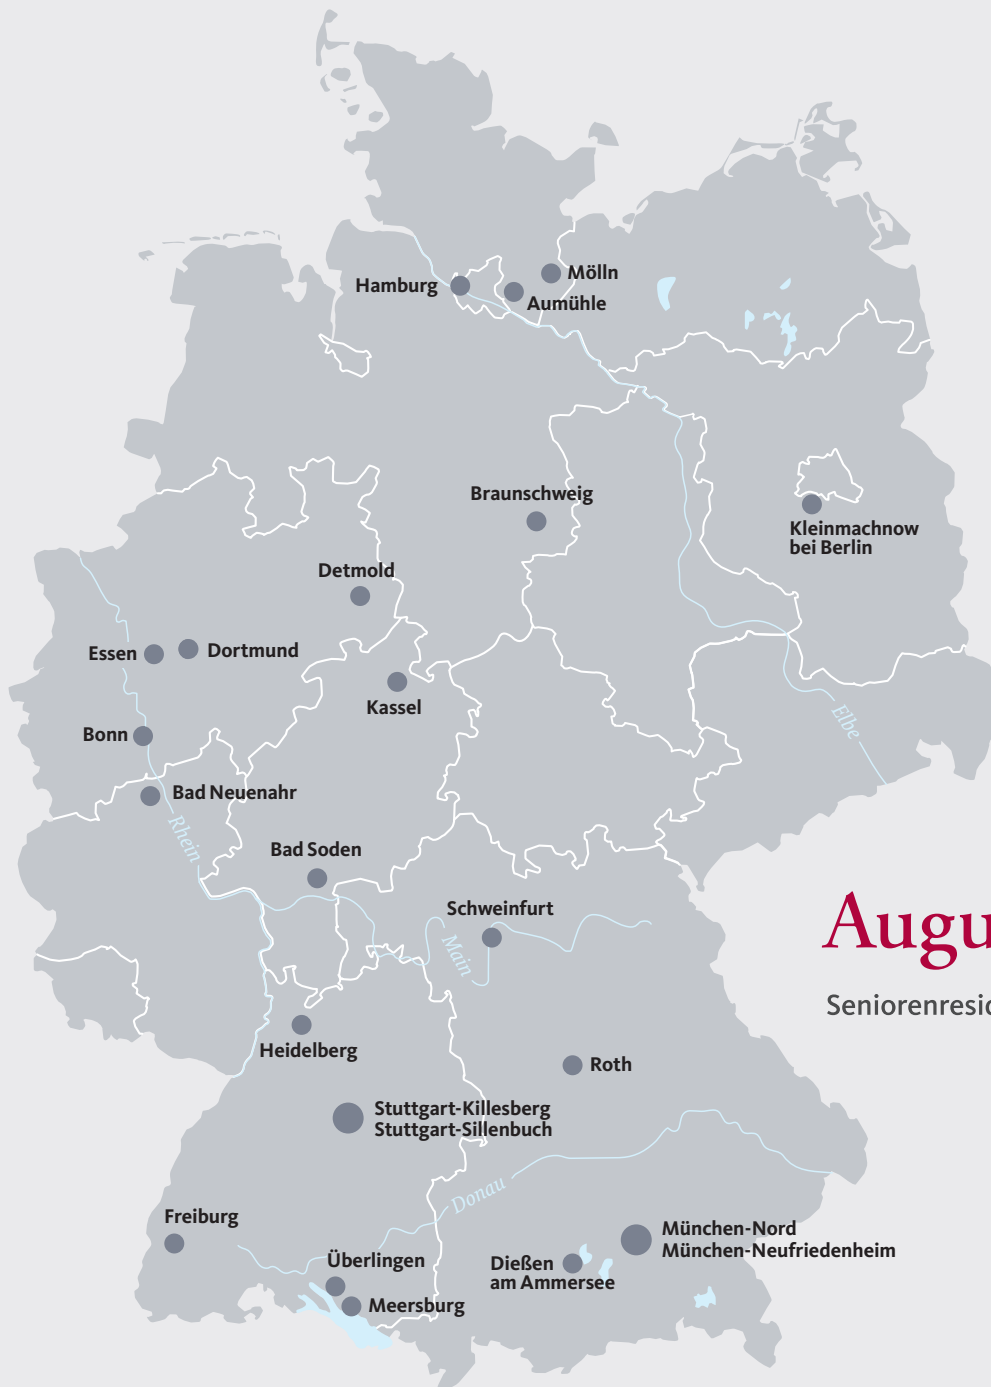 Mölln
Hamburg
Aumühle
Braunschweig
Kleinmachnow
bei Berlin
Detmold
Essen
Dortmund
Kassel
Elbe
Bonn
Bad Neuenahr
Rhein
Bad Soden
Schweinfurt
Main
Augu
Seniorenresid
Heidelberg
Roth
Stuttgart-Killesberg
Stuttgart-Sillenbuch
Donau
Freiburg
München-Nord
München-Neufriedenheim
Überlingen
Dießen
am Ammersee
Meersburg